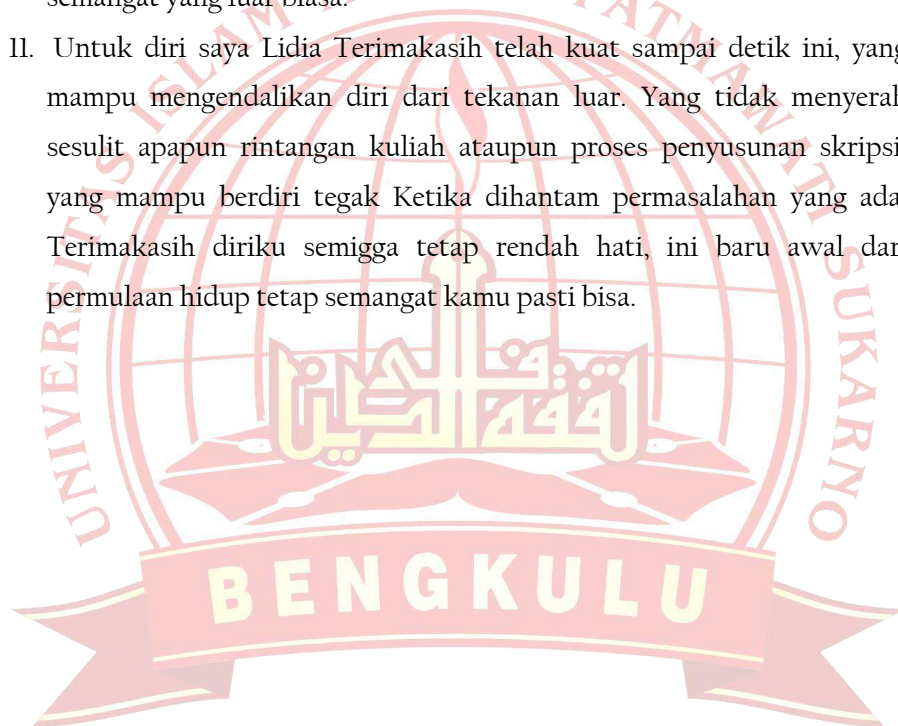 semangat yang luar biasa.
11. Untuk diri saya Lidia Terimakasih telah kuat sampai detik ini, yang
mampu mengendalikan diri dari tekanan luar. Yang tidak menyerah
sesulit apapun rintangan kuliah ataupun proses penyusunan skripsi
yang mampu berdiri tegak Ketika dihantam permasalahan yang ada
Terimakasih diriku semigga tetap rendah hati, ini baru awal dar
permulaan hidup tetap semangat kamu pasti bisa.
UNIVERSITAS ISLAM FATMAWATI SUKARNO
BENGKULU